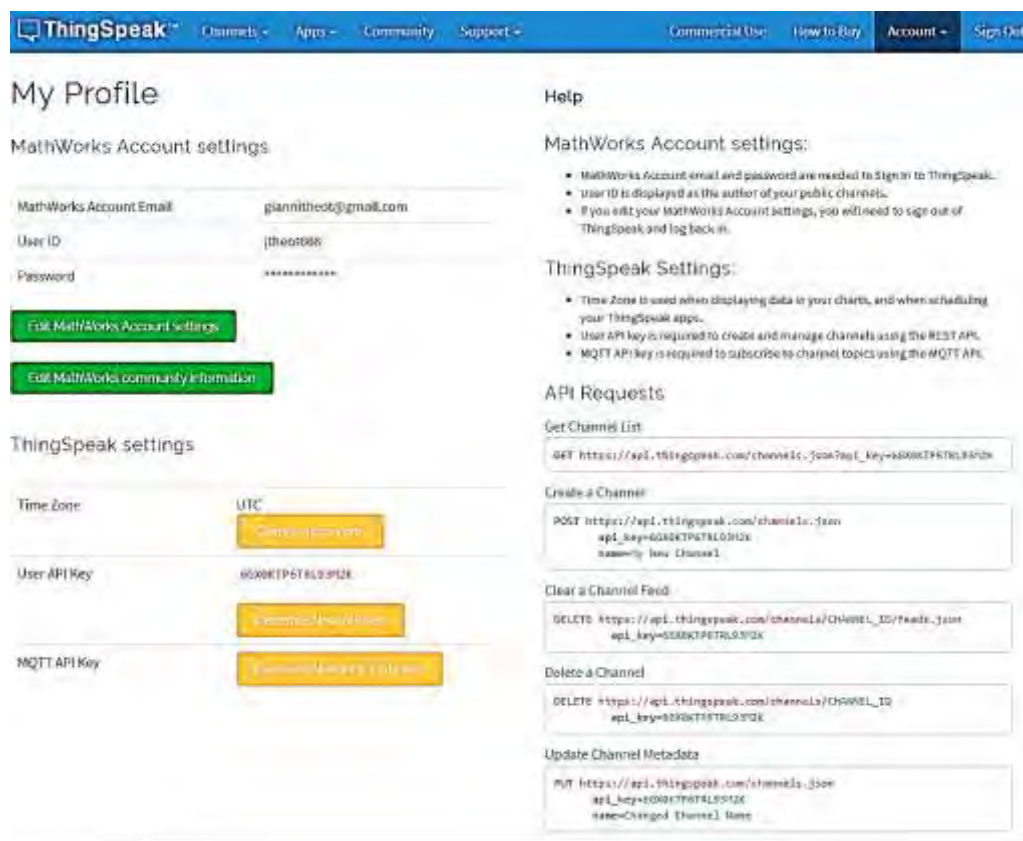 ThingSpeak™ Channels Apps Community Support Commercial Use How to Buy Account Sign Out
My Profile
MathWorks Account settings
MathWorks Account Email giannitheot@gmail.com
User ID
Password ************
Edit MathWorks Account settings
Edit MathWorks community information
ThingSpeak settings
Time Zone UTC
User API Key
MQTT API Key
Help
MathWorks Account settings:
MathWorks Account email and password are needed to Sign In to ThingSpeak.
User ID is displayed as the author of your public channels.
If you edit your MathWorks Account settings, you will need to sign out of
ThingSpeak and log back in.
ThingSpeak Settings:
Time Zone is used when displaying data in your charts, and when scheduling
your ThingSpeak apps.
User API key is required to create and manage channels using the REST API.
MQTT API key is required to subscribe to channel topics using the MQTT API.
API Requests
Get Channel List
GET https://api.thingspeak.com/channels.json?api_key=
Create a Channel
POST https://api.thingspeak.com/channels.json
api_key=
name=My New Channel
Clear a Channel Feed
DELETE https://api.thingspeak.com/channels/CHANNEL_ID/feeds.json
api_key=
Delete a Channel
DELETE https://api.thingspeak.com/channels/CHANNEL_ID
api_key=
Update Channel Metadata
PUT https://api.thingspeak.com/channels.json
api_key=
name=Changed Channel Name